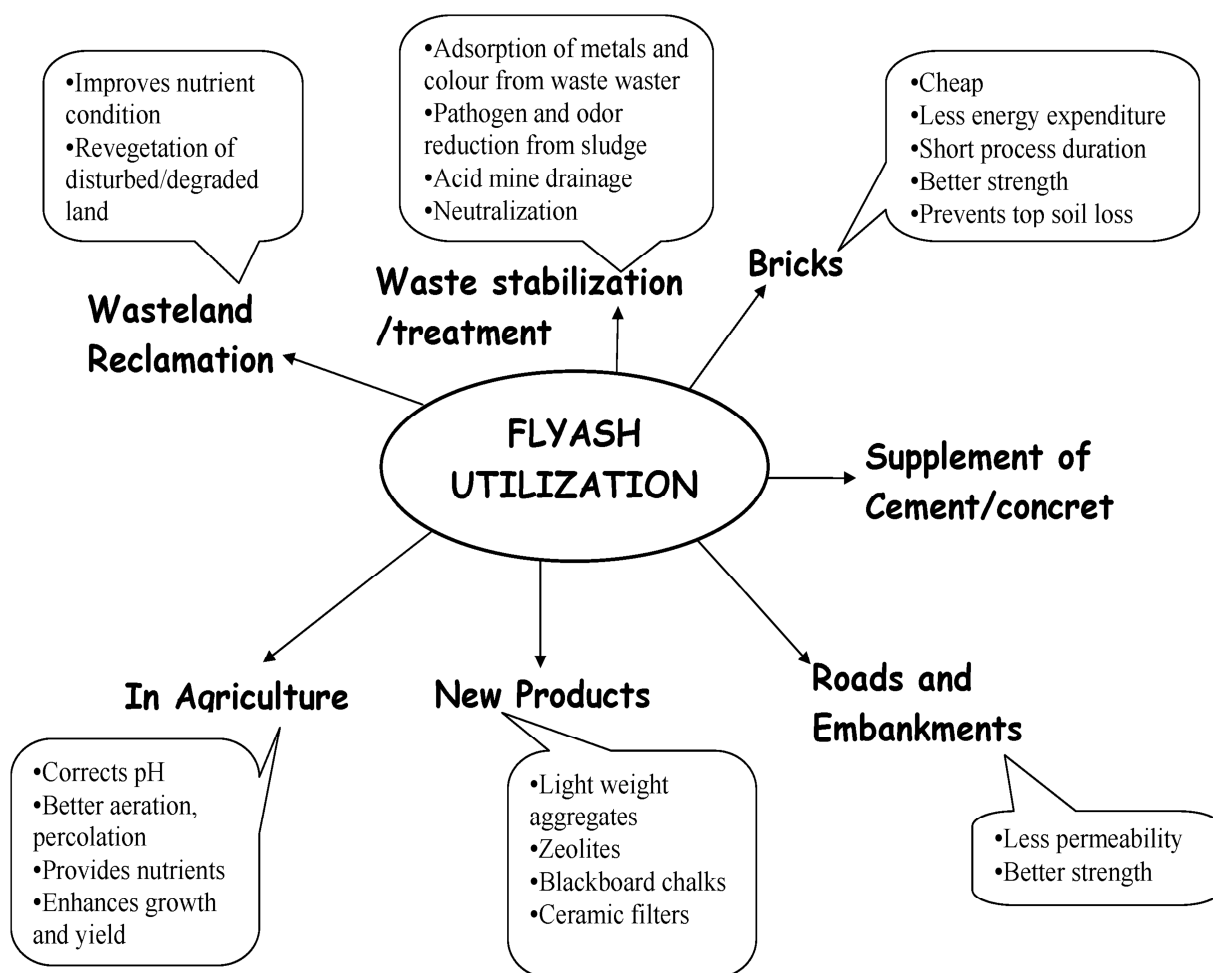 •Improves nutrient
condition
•Revegetation of
disturbed/degraded
land
•Adsorption of metals and
colour from waste waster
•Pathogen and odor
reduction from sludge
•Acid mine drainage
•Neutralization
•Cheap
•Less energy expenditure
•Short process duration
•Better strength
•Prevents top soil loss
Wasteland
Reclamation
Waste stabilization
/treatment
Bricks
FLYASH
UTILIZATION
Supplement of
Cement/concret
In Agriculture
New Products
Roads and
Embankments
•Corrects pH
•Better aeration,
percolation
•Provides nutrients
•Enhances growth
and yield
•Light weight
aggregates
•Zeolites
•Blackboard chalks
•Ceramic filters
•Less permeability
•Better strength